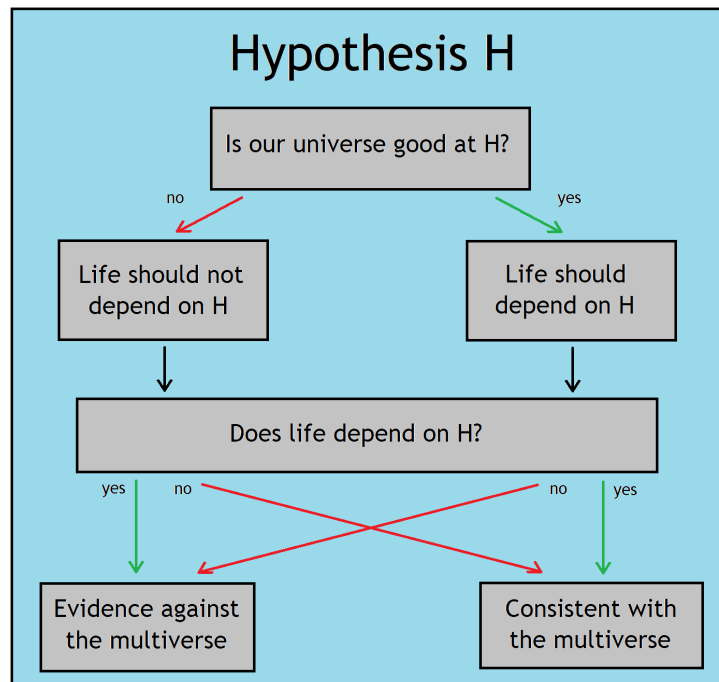 Hypothesis H
Is our universe good at H?
no
yes
Life should not
depend on H
Life should
depend on H
Does life depend on H?
yes
no
no
yes
Evidence against
the multiverse
Consistent with
the multiverse